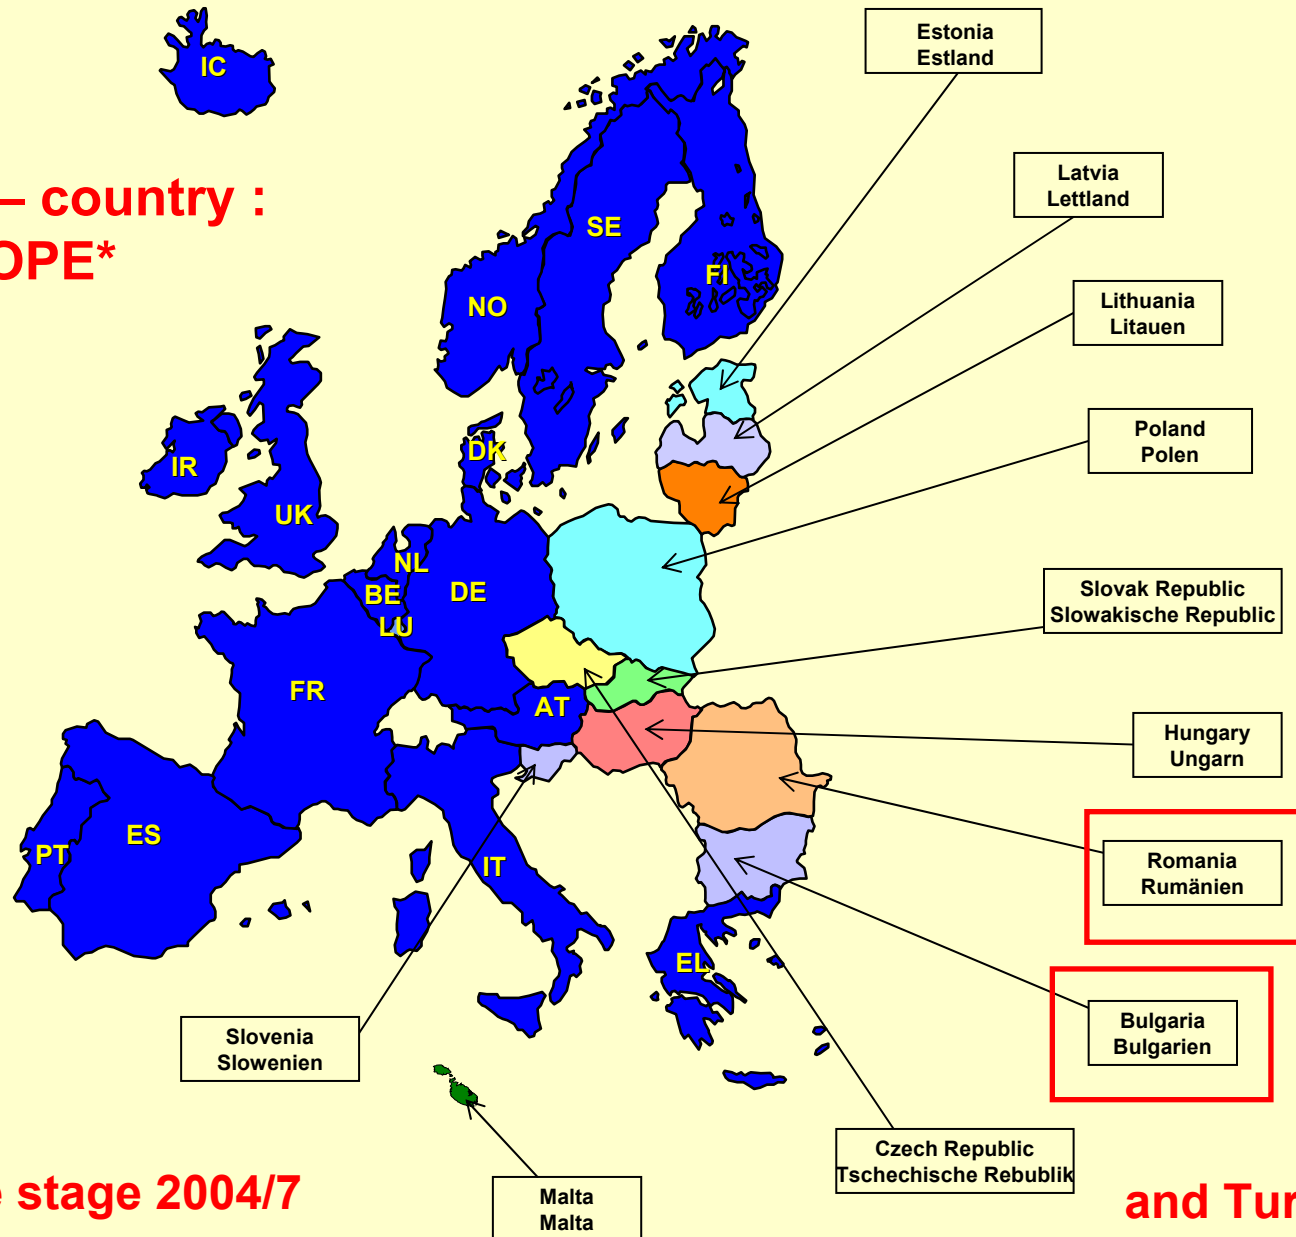 IC
Estonia
Estland
– country :
OPE*
Latvia
Lettland
SE
FI
NO
Lithuania
Litauen
Poland
Polen
DK
IR
UK
NL
BE
DE
LU
Slovak Republic
Slowakische Republic
FR
AT
Hungary
Ungarn
ES
PT
IT
Romania
Rumänien
EL
Slovenia
Slowenien
Bulgaria
Bulgarien
Czech Republic
Tschechische Rebublik
e stage 2004/7
Malta
Malta
and Tur